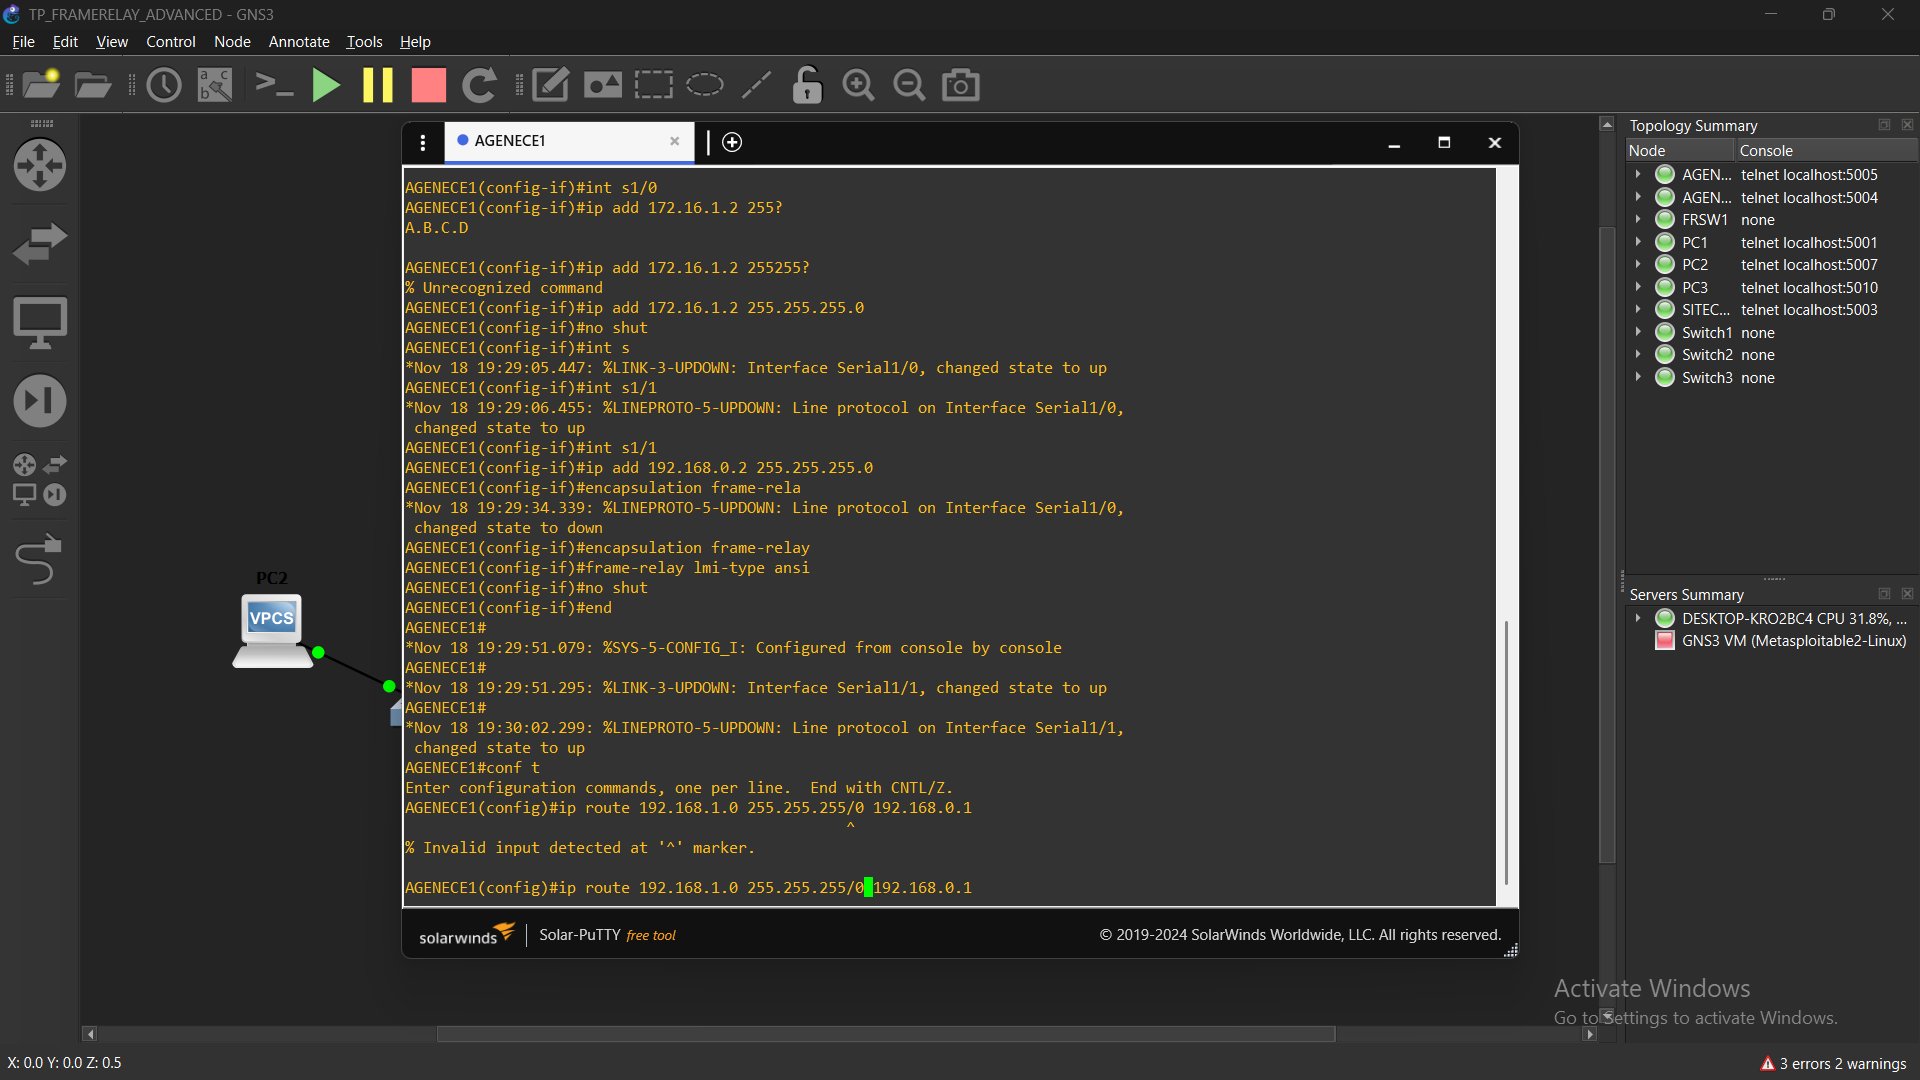 TP_FRAMERELAY_ADVANCED - GNS3
File Edit View Control Node Annotate Tools Help
AGENECE1
AGENECE1(config-if)#int s1/0
AGENECE1(config-if)#ip add 172.16.1.2 255?
A.B.C.D
AGENECE1(config-if)#ip add 172.16.1.2 255255?
% Unrecognized command
AGENECE1(config-if)#ip add 172.16.1.2 255.255.255.0
AGENECE1(config-if)#no shut
AGENECE1(config-if)#int s
*Nov 18 19:29:05.447: %LINK-3-UPDOWN: Interface Serial1/0, changed state to up
AGENECE1(config-if)#int s1/1
*Nov 18 19:29:06.455: %LINEPROTO-5-UPDOWN: Line protocol on Interface Serial1/0,
changed state to up
AGENECE1(config-if)#int s1/1
AGENECE1(config-if)#ip add 192.168.0.2 255.255.255.0
AGENECE1(config-if)#encapsulation frame-rela
*Nov 18 19:29:34.339: %LINEPROTO-5-UPDOWN: Line protocol on Interface Serial1/0,
changed state to down
AGENECE1(config-if)#encapsulation frame-relay
AGENECE1(config-if)#frame-relay lmi-type ansi
AGENECE1(config-if)#no shut
AGENECE1(config-if)#end
AGENECE1#
*Nov 18 19:29:51.079: %SYS-5-CONFIG_I: Configured from console by console
AGENECE1#
*Nov 18 19:29:51.295: %LINK-3-UPDOWN: Interface Serial1/1, changed state to up
AGENECE1#
*Nov 18 19:30:02.299: %LINEPROTO-5-UPDOWN: Line protocol on Interface Serial1/1,
changed state to up
AGENECE1#conf t
Enter configuration commands, one per line.  End with CNTL/Z.
AGENECE1(config)#ip route 192.168.1.0 255.255.255/0 192.168.0.1
^
% Invalid input detected at '^' marker.
AGENECE1(config)#ip route 192.168.1.0 255.255.255/0 192.168.0.1
solarwinds Solar-PuTTY free tool © 2019-2024 SolarWinds Worldwide, LLC. All rights reserved.
PC2
VPCS
Topology Summary
Node Console
AGEN... telnet localhost:5005
AGEN... telnet localhost:5004
FRSW1 none
PC1 telnet localhost:5001
PC2 telnet localhost:5007
PC3 telnet localhost:5010
SITEC... telnet localhost:5003
Switch1 none
Switch2 none
Switch3 none
Servers Summary
DESKTOP-KRO2BC4 CPU 31.8%, ...
GNS3 VM (Metasploitable2-Linux)
Activate Windows
Go to Settings to activate Windows.
X: 0.0 Y: 0.0 Z: 0.5
3 errors 2 warnings